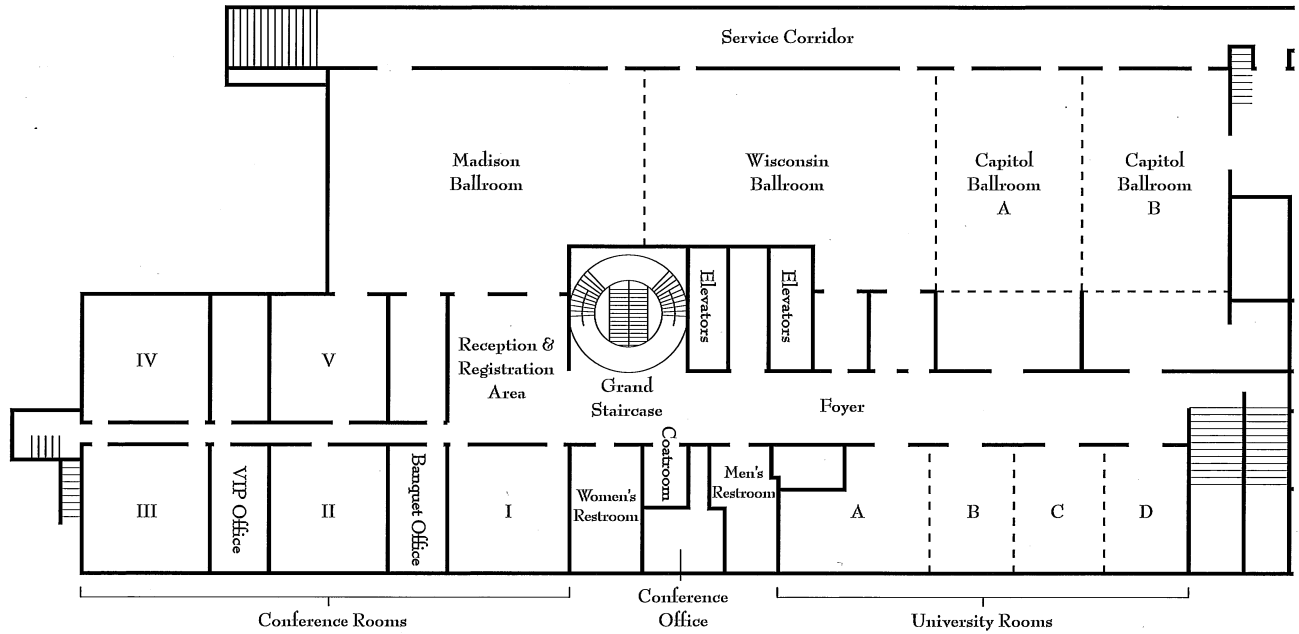 Service Corridor
Madison
Ballroom
Wisconsin
Ballroom
Capitol
Ballroom
A
Capitol
Ballroom
B
Elevators
Elevators
IV
V
Reception &
Registration
Area
Grand
Staircase
Foyer
III
VIP Office
II
Banquet Office
I
Women's
Restroom
Coatroom
Men's
Restroom
A
B
C
D
Conference Rooms
Conference
Office
University Rooms